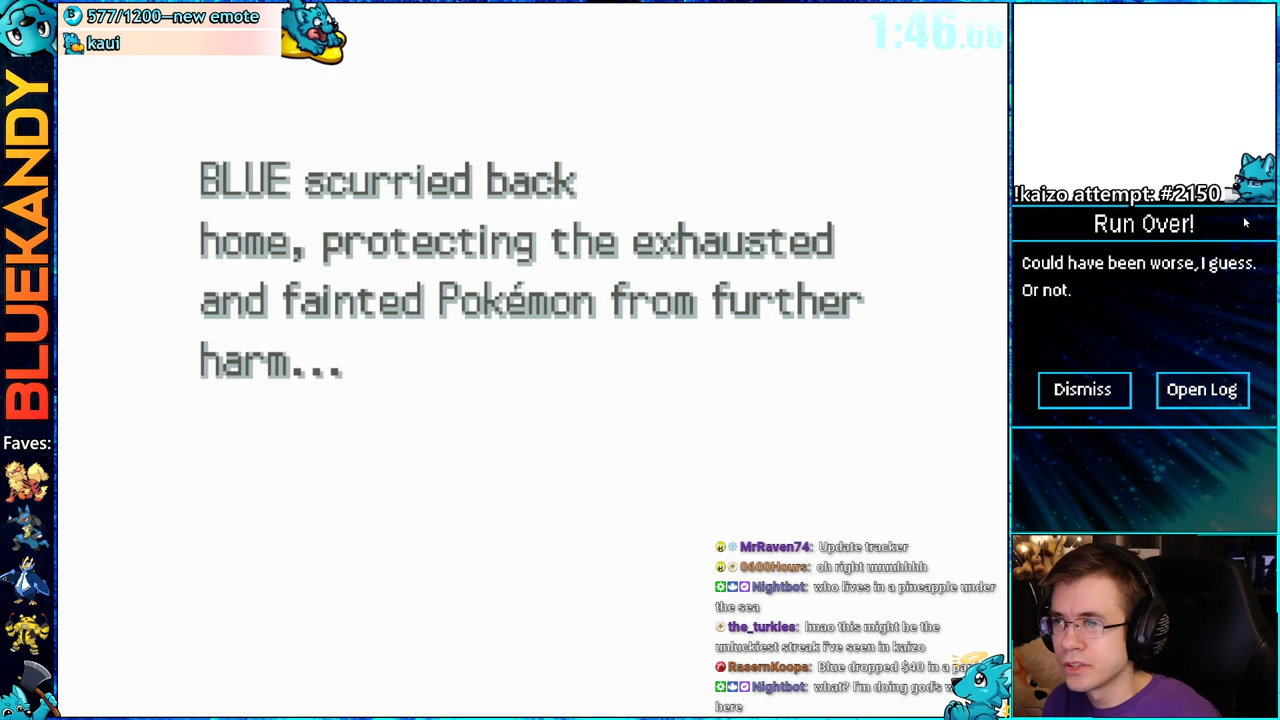 577/1200—new emote
kaui
1:46.66
BLUEKANDY
Faves:
BLUE scurried back
home, protecting the exhausted
and fainted Pokémon from further
harm...
MrRaven74: Update tracker
0600Hours: oh right uuuuhhhh
Nightbot: who lives in a pineapple under
the sea
the_turkles: lmao this might be the
unluckiest streak i've seen in kaizo
RasernKoopa: Blue dropped $40 in a
Nightbot: what? I'm doing god's
here
!kaizo attempt: #2150
Run Over!
Could have been worse, I guess.
Or not.
Dismiss
Open Log